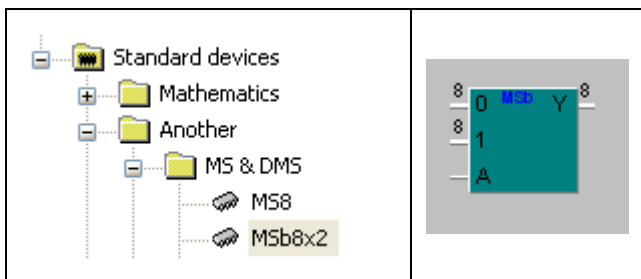 Standard devices
Mathematics
Another
MS & DMS
MS8
MSb8x2
8 0 MSb Y 8
8 1
A